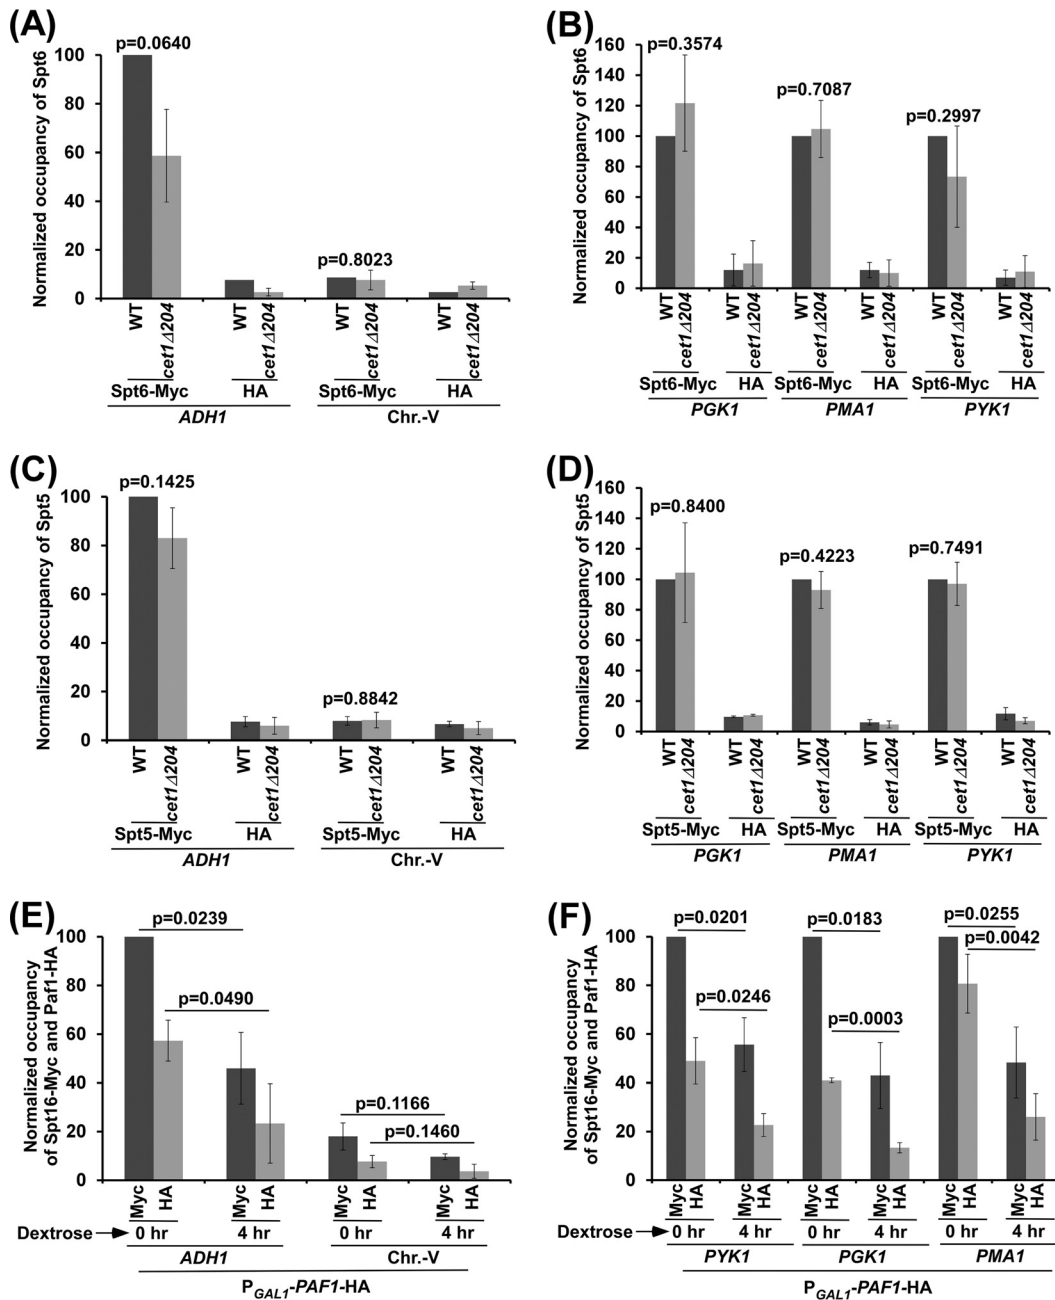 (A)
Normalized occupancy of Spt6
100
80
60
40
20
0
p=0.0640
p=0.8023
WT cet1Δ204 WT cet1Δ204 WT cet1Δ204 WT cet1Δ204
Spt6-Myc HA Spt6-Myc HA
ADH1 Chr.-V
(B)
Normalized occupancy of Spt6
160
140
120
100
80
60
40
20
0
p=0.3574
p=0.7087
p=0.2997
WT cet1Δ204 WT cet1Δ204 WT cet1Δ204 WT cet1Δ204 WT cet1Δ204 WT cet1Δ204
Spt6-Myc HA Spt6-Myc HA Spt6-Myc HA
PGK1 PMA1 PYK1
(C)
Normalized occupancy of Spt5
100
80
60
40
20
0
p=0.1425
p=0.8842
WT cet1Δ204 WT cet1Δ204 WT cet1Δ204 WT cet1Δ204
Spt5-Myc HA Spt5-Myc HA
ADH1 Chr.-V
(D)
Normalized occupancy of Spt5
160
140
120
100
80
60
40
20
0
p=0.8400
p=0.4223
p=0.7491
WT cet1Δ204 WT cet1Δ204 WT cet1Δ204 WT cet1Δ204 WT cet1Δ204 WT cet1Δ204
Spt5-Myc HA Spt5-Myc HA Spt5-Myc HA
PGK1 PMA1 PYK1
(E)
Normalized occupancy
of Spt16-Myc and Paf1-HA
100
80
60
40
20
0
p=0.0239
p=0.0490
p=0.1166
p=0.1460
Myc HA Myc HA Myc HA Myc HA
Dextrose 0 hr 4 hr 0 hr 4 hr
ADH1 Chr.-V
PGAL1-PAF1-HA
(F)
Normalized occupancy
of Spt16-Myc and Paf1-HA
100
80
60
40
20
0
p=0.0201
p=0.0246
p=0.0183
p=0.0003
p=0.0255
p=0.0042
Myc HA Myc HA Myc HA Myc HA Myc HA Myc HA
Dextrose 0 hr 4 hr 0 hr 4 hr 0 hr 4 hr
PYK1 PGK1 PMA1
PGAL1-PAF1-HA